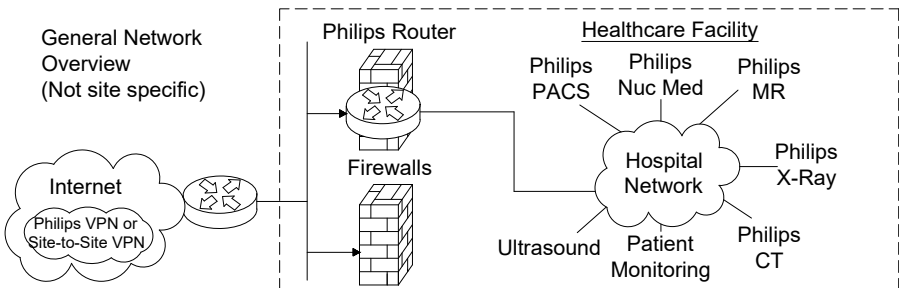 General Network
Overview
(Not site specific)
Philips Router
Healthcare Facility
Philips
PACS
Philips
Nuc Med
Philips
MR
Internet
Philips VPN or
Site-to-Site VPN
Firewalls
Hospital
Network
Philips
X-Ray
Ultrasound
Patient
Monitoring
Philips
CT